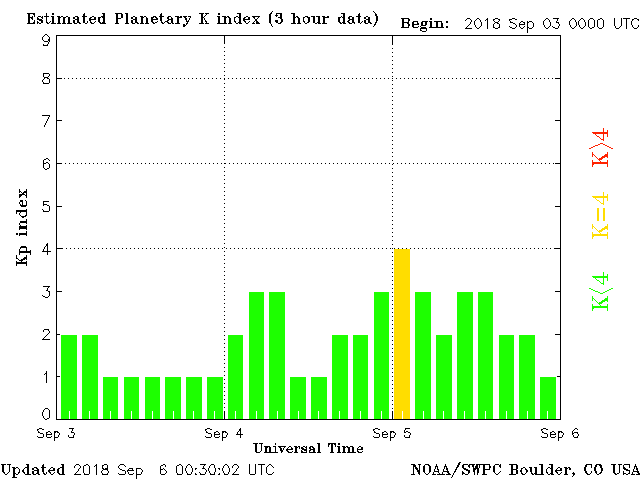 Estimated Planetary K index (3 hour data) Begin: 2018 Sep 03 0000 UTC
9
8
7
6
5
4
3
2
1
0
Kp index
K>4
K=4
K<4
Sep 3 Sep 4 Sep 5 Sep 6
Universal Time
Updated 2018 Sep 6 00:30:02 UTC NOAA/SWPC Boulder, CO USA